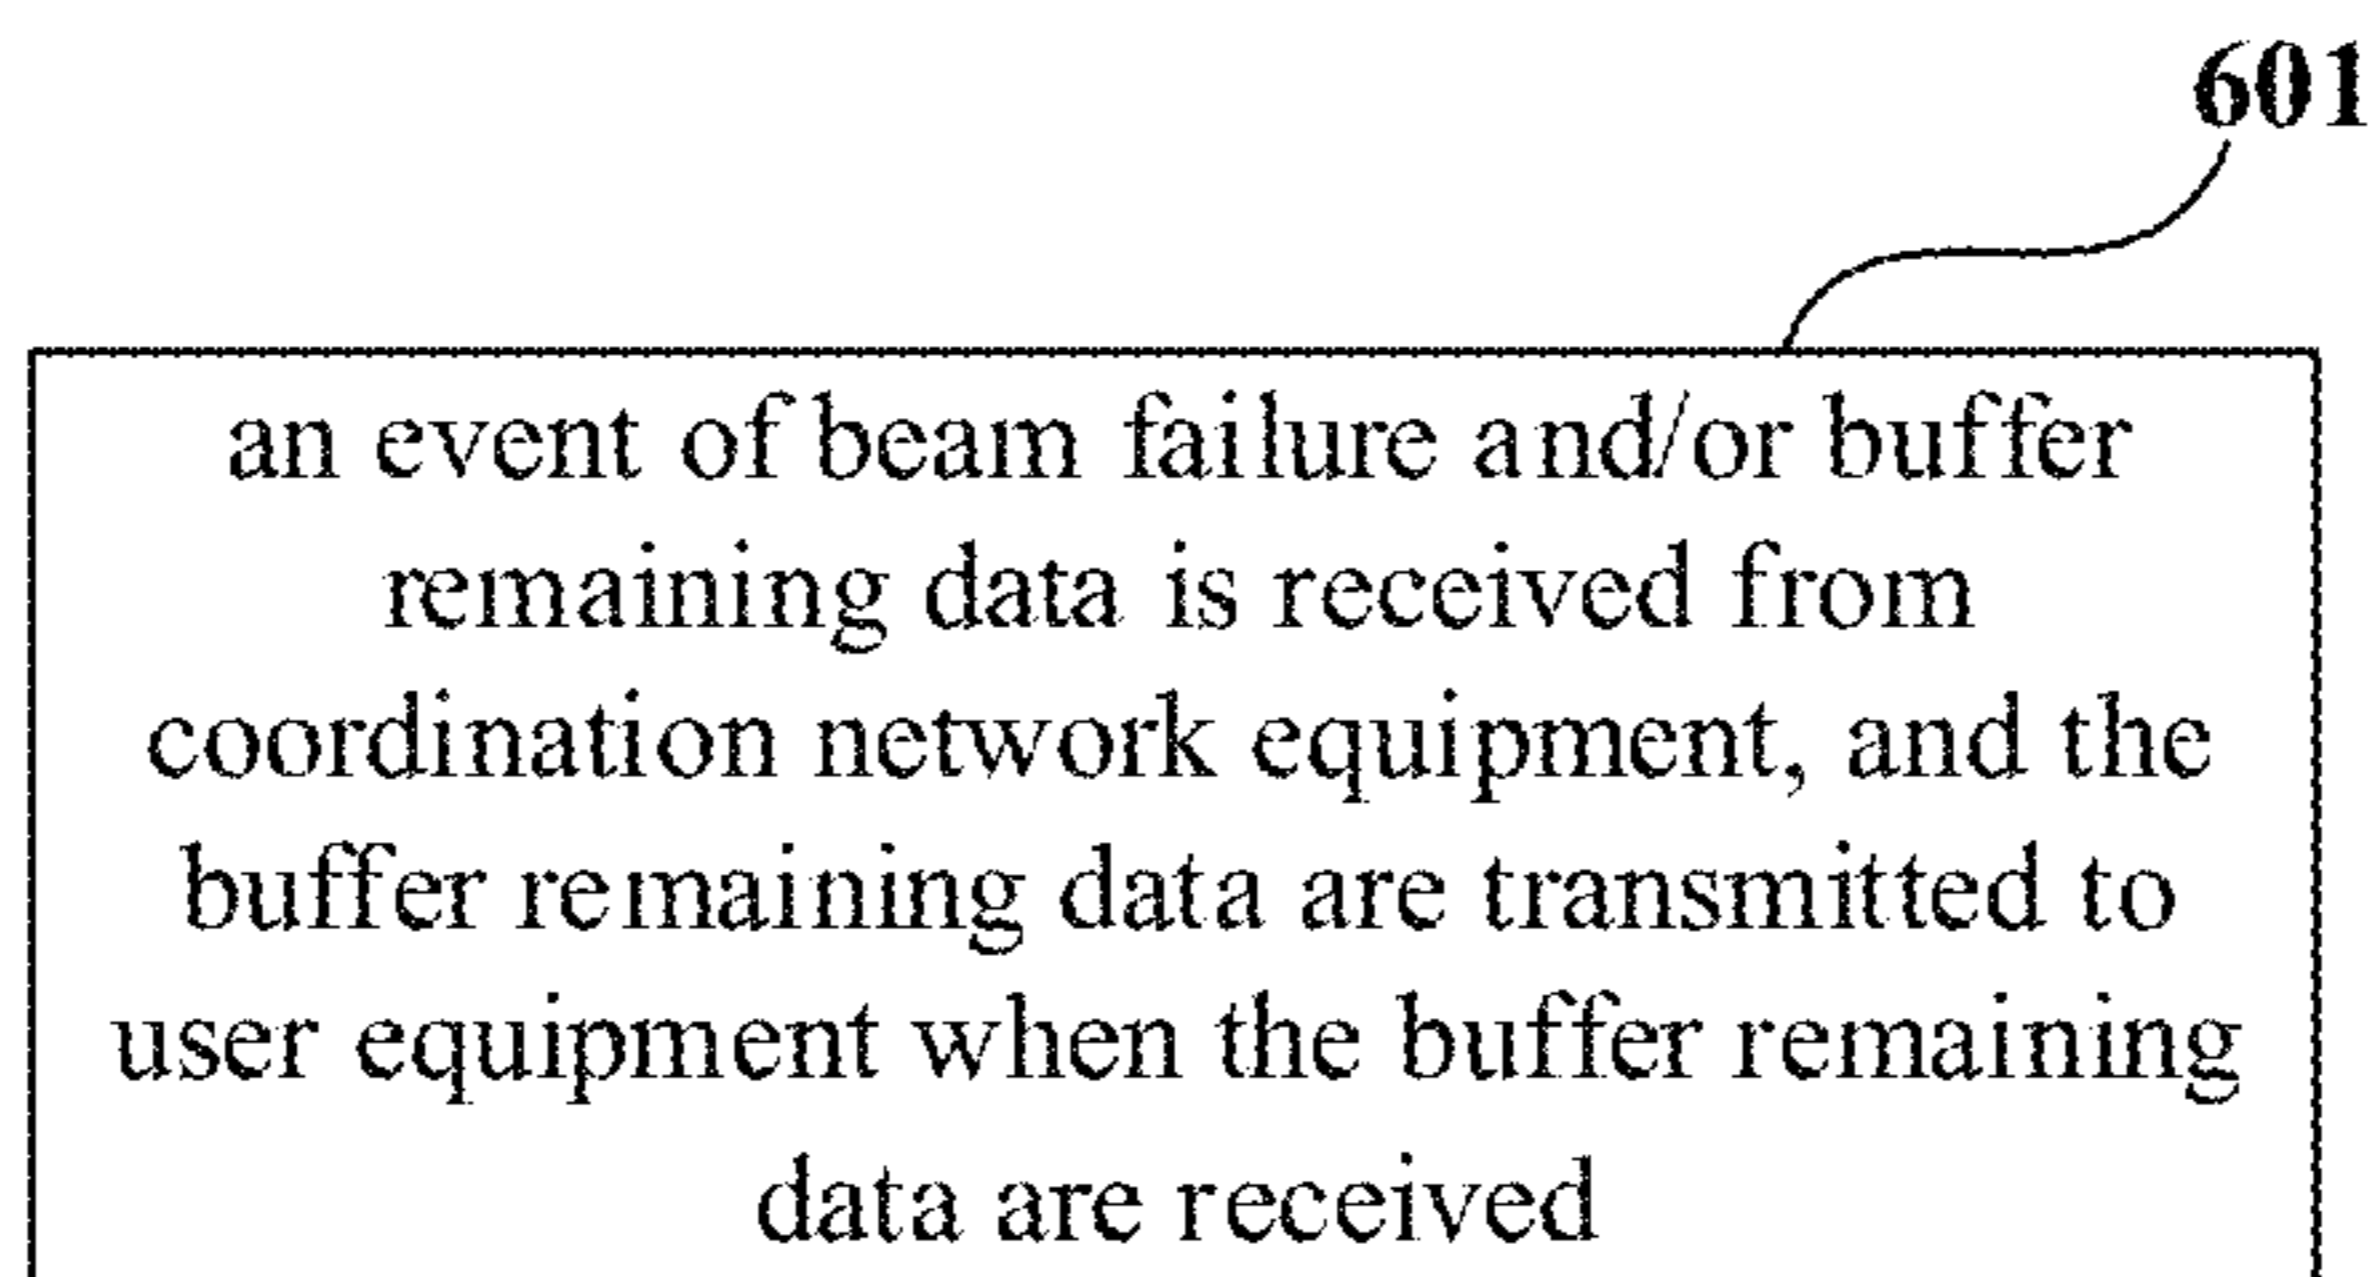 601
an event of beam failure and/or buffer
remaining data is received from
coordination network equipment, and the
buffer remaining data are transmitted to
user equipment when the buffer remaining
data are received